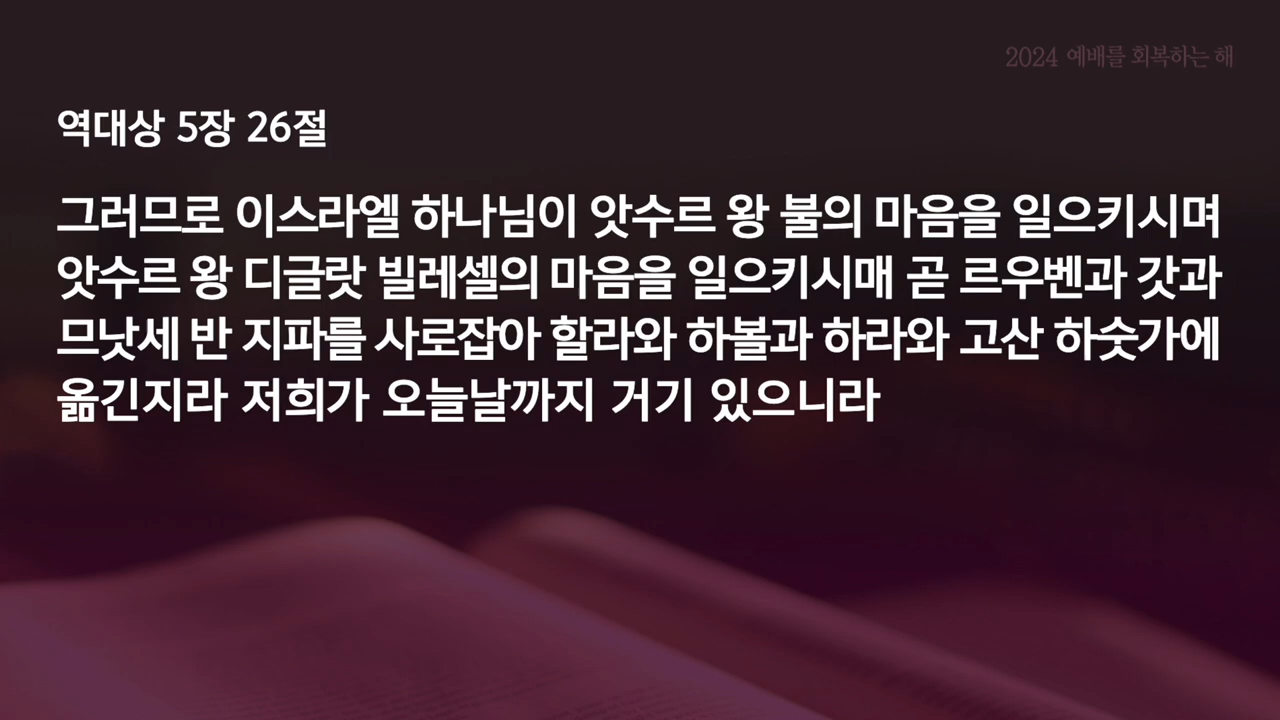 2024 예배를 회복하는 해
역대상 5장 26절
그러므로 이스라엘 하나님이 앗수르 왕 불의 마음을 일으키시며
앗수르 왕 디글랏 빌레셀의 마음을 일으키시매 곧 르우벤과 갓과
므낫세 반 지파를 사로잡아 할라와 하볼과 하라와 고산 하숫가에
옮긴지라 저희가 오늘날까지 거기 있으니라